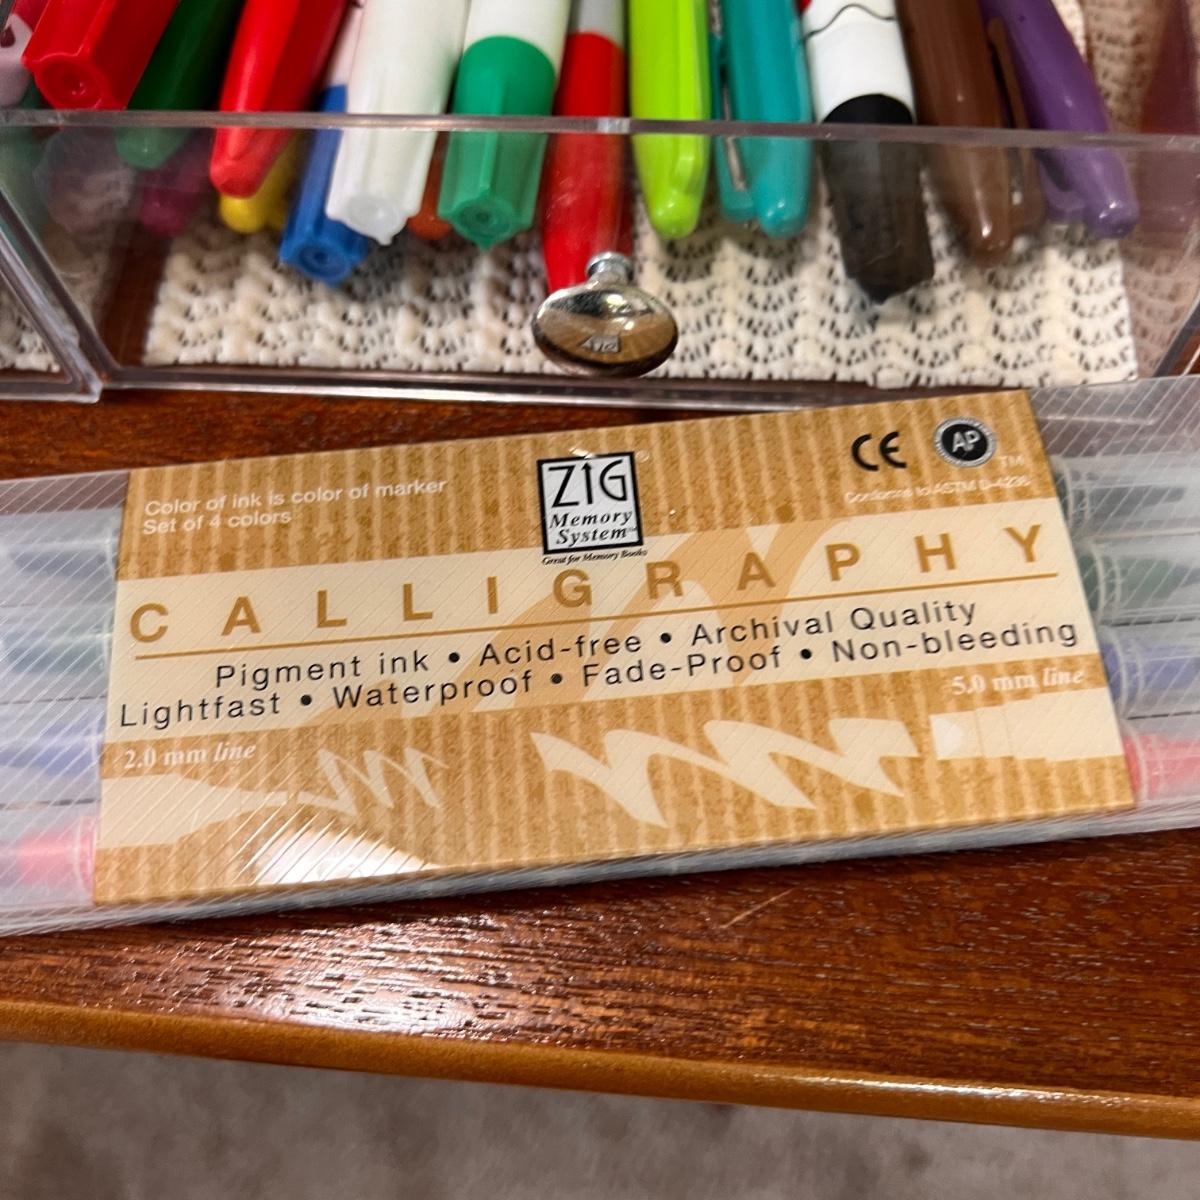 Color of ink is color of marker
Set of 4 colors
ZIG
Memory
System™
Great for Memory Books
CE
AP
TM
Conforms to ASTM D-4236
CALLIGRAPHY
Pigment ink • Acid-free • Archival Quality
Lightfast • Waterproof • Fade-Proof • Non-bleeding
2.0 mm line
5.0 mm line